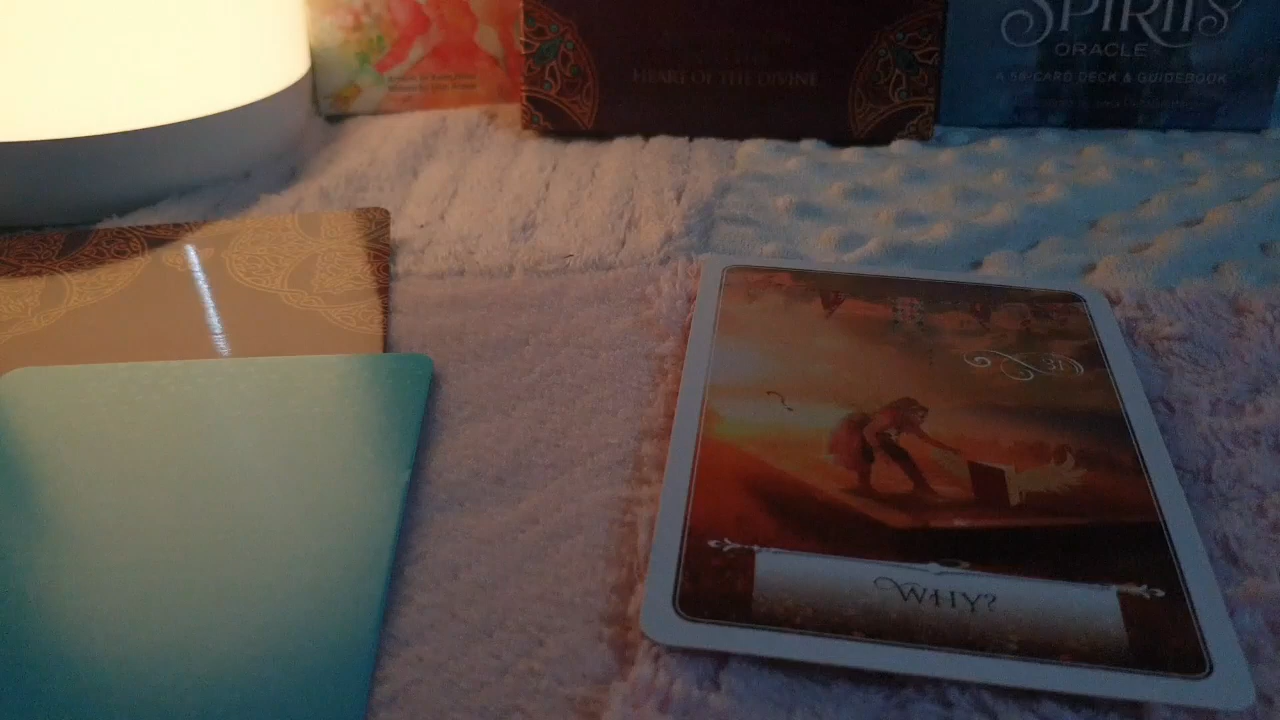 SPIRITS
ORACLE
A 56-CARD DECK & GUIDEBOOK
HEART OF THE DIVINE
31
?
WHY?